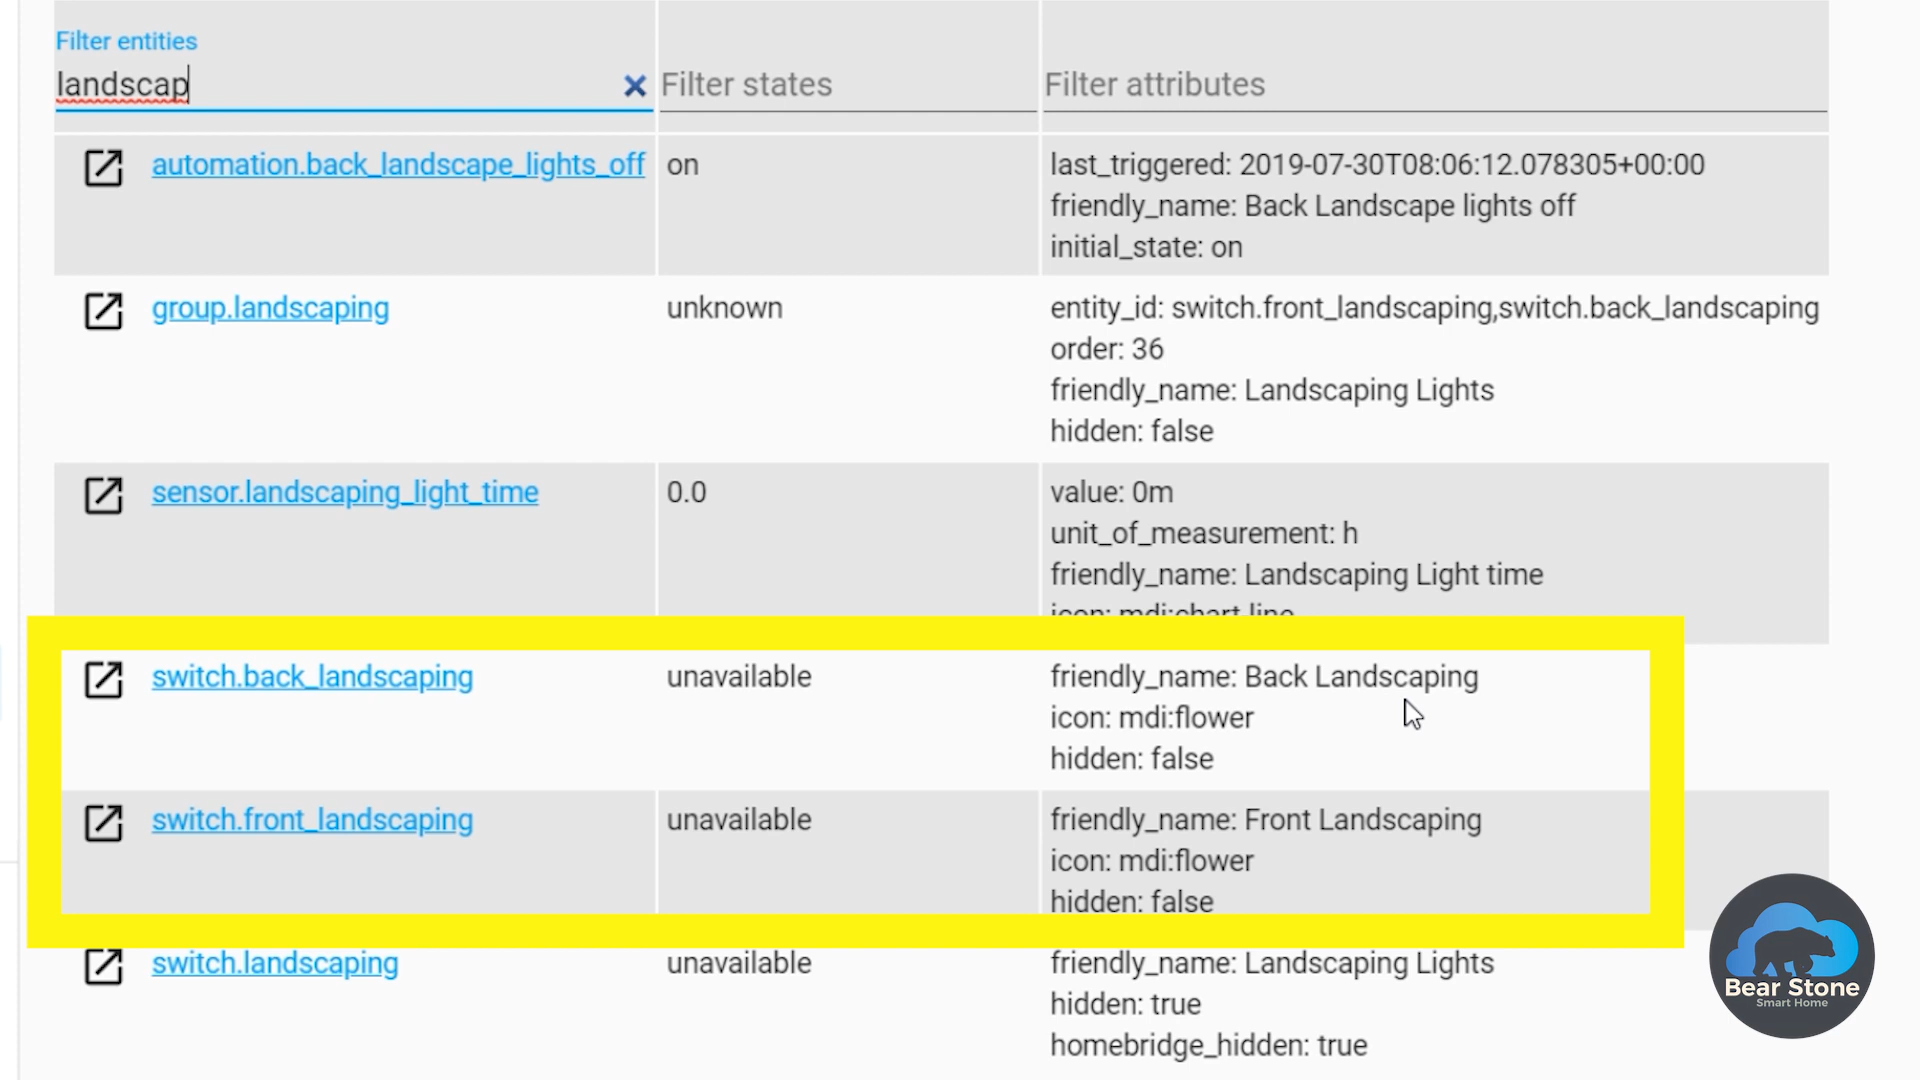 Filter entities
landscap
Filter states
Filter attributes
automation.back_landscape_lights_off
on
last_triggered: 2019-07-30T08:06:12.078305+00:00
friendly_name: Back Landscape lights off
initial_state: on
group.landscaping
unknown
entity_id: switch.front_landscaping,switch.back_landscaping
order: 36
friendly_name: Landscaping Lights
hidden: false
sensor.landscaping_light_time
0.0
value: 0m
unit_of_measurement: h
friendly_name: Landscaping Light time
icon: mdi:chart-line
switch.back_landscaping
unavailable
friendly_name: Back Landscaping
icon: mdi:flower
hidden: false
switch.front_landscaping
unavailable
friendly_name: Front Landscaping
icon: mdi:flower
hidden: false
switch.landscaping
unavailable
friendly_name: Landscaping Lights
hidden: true
homebridge_hidden: true
Bear Stone
Smart Home